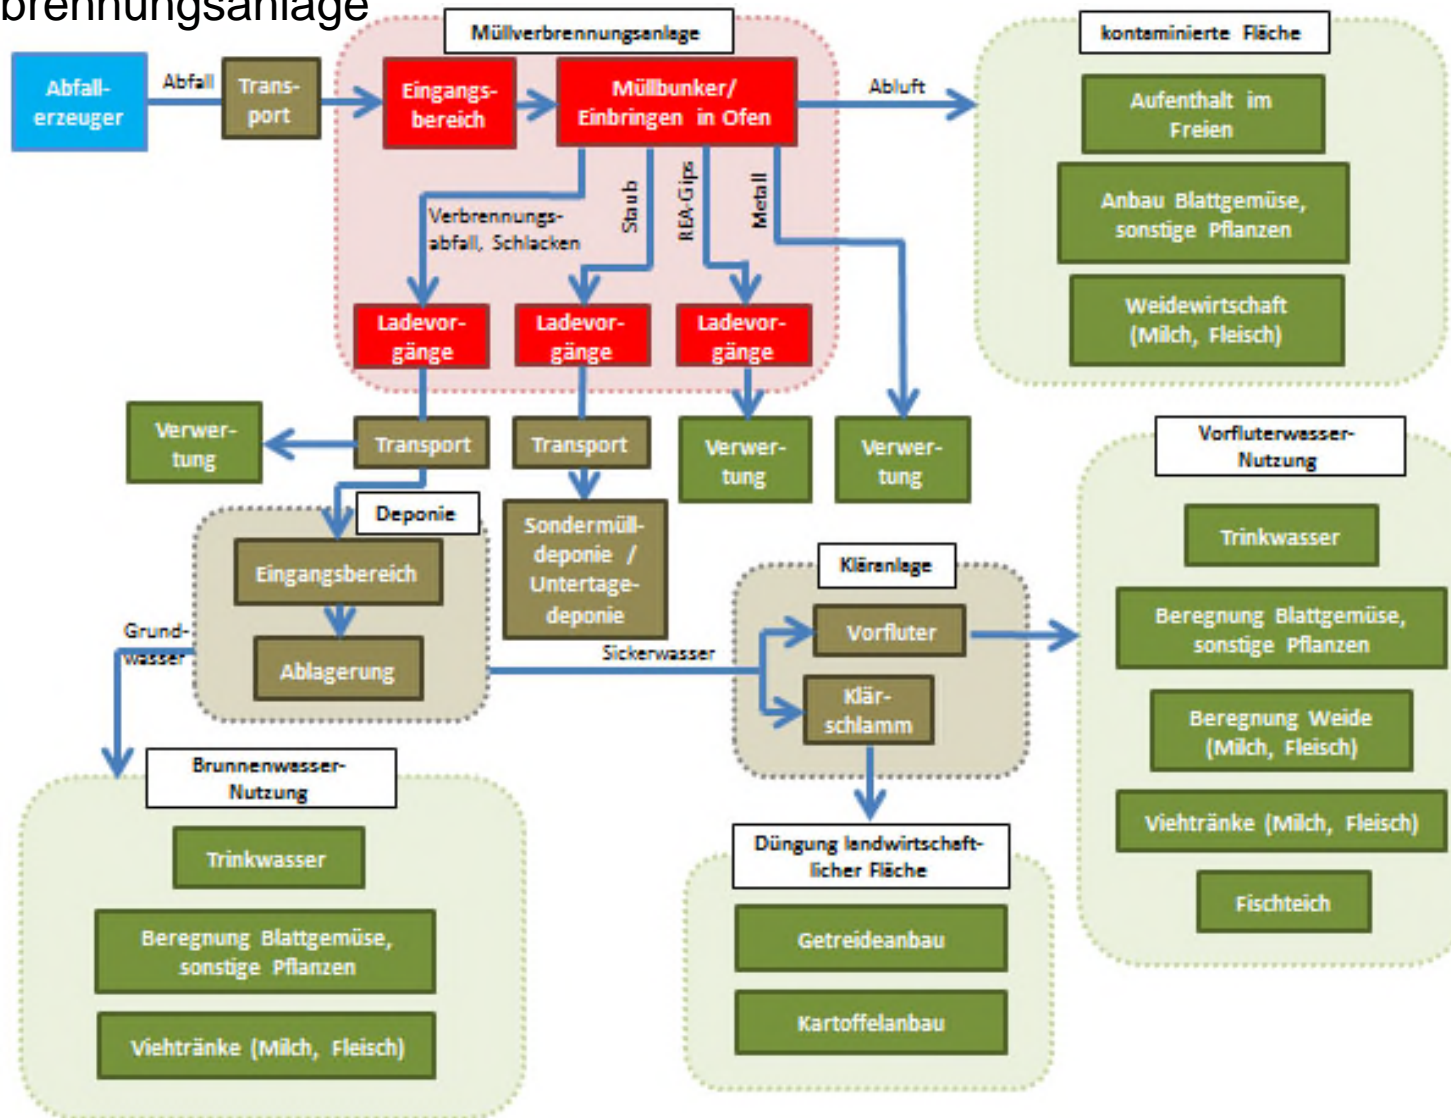 brennungsanlage
Müllverbrennungsanlage
kontaminierte Fläche
Abfall-
erzeuger
Abfall
Trans-
port
Eingangs-
bereich
Müllbunker/
Einbringen in Ofen
Abluft
Aufenthalt im
Freien
Anbau Blattgemüse,
sonstige Pflanzen
Weidewirtschaft
(Milch, Fleisch)
Verbrennungs-
abfall, Schlacken
Staub
REA-Gips
Metall
Ladevor-
gänge
Ladevor-
gänge
Ladevor-
gänge
Verwer-
tung
Transport
Transport
Verwer-
tung
Verwer-
tung
Vorfluterwasser-
Nutzung
Deponie
Eingangsbereich
Ablagerung
Sondermüll-
deponie /
Untertage-
deponie
Kläranlage
Vorfluter
Klär-
schlamm
Grund-
wasser
Sickerwasser
Trinkwasser
Beregnung Blattgemüse,
sonstige Pflanzen
Beregnung Weide
(Milch, Fleisch)
Viehtränke (Milch, Fleisch)
Fischteich
Brunnenwasser-
Nutzung
Trinkwasser
Beregnung Blattgemüse,
sonstige Pflanzen
Viehtränke (Milch, Fleisch)
Düngung landwirtschaft-
licher Fläche
Getreideanbau
Kartoffelanbau